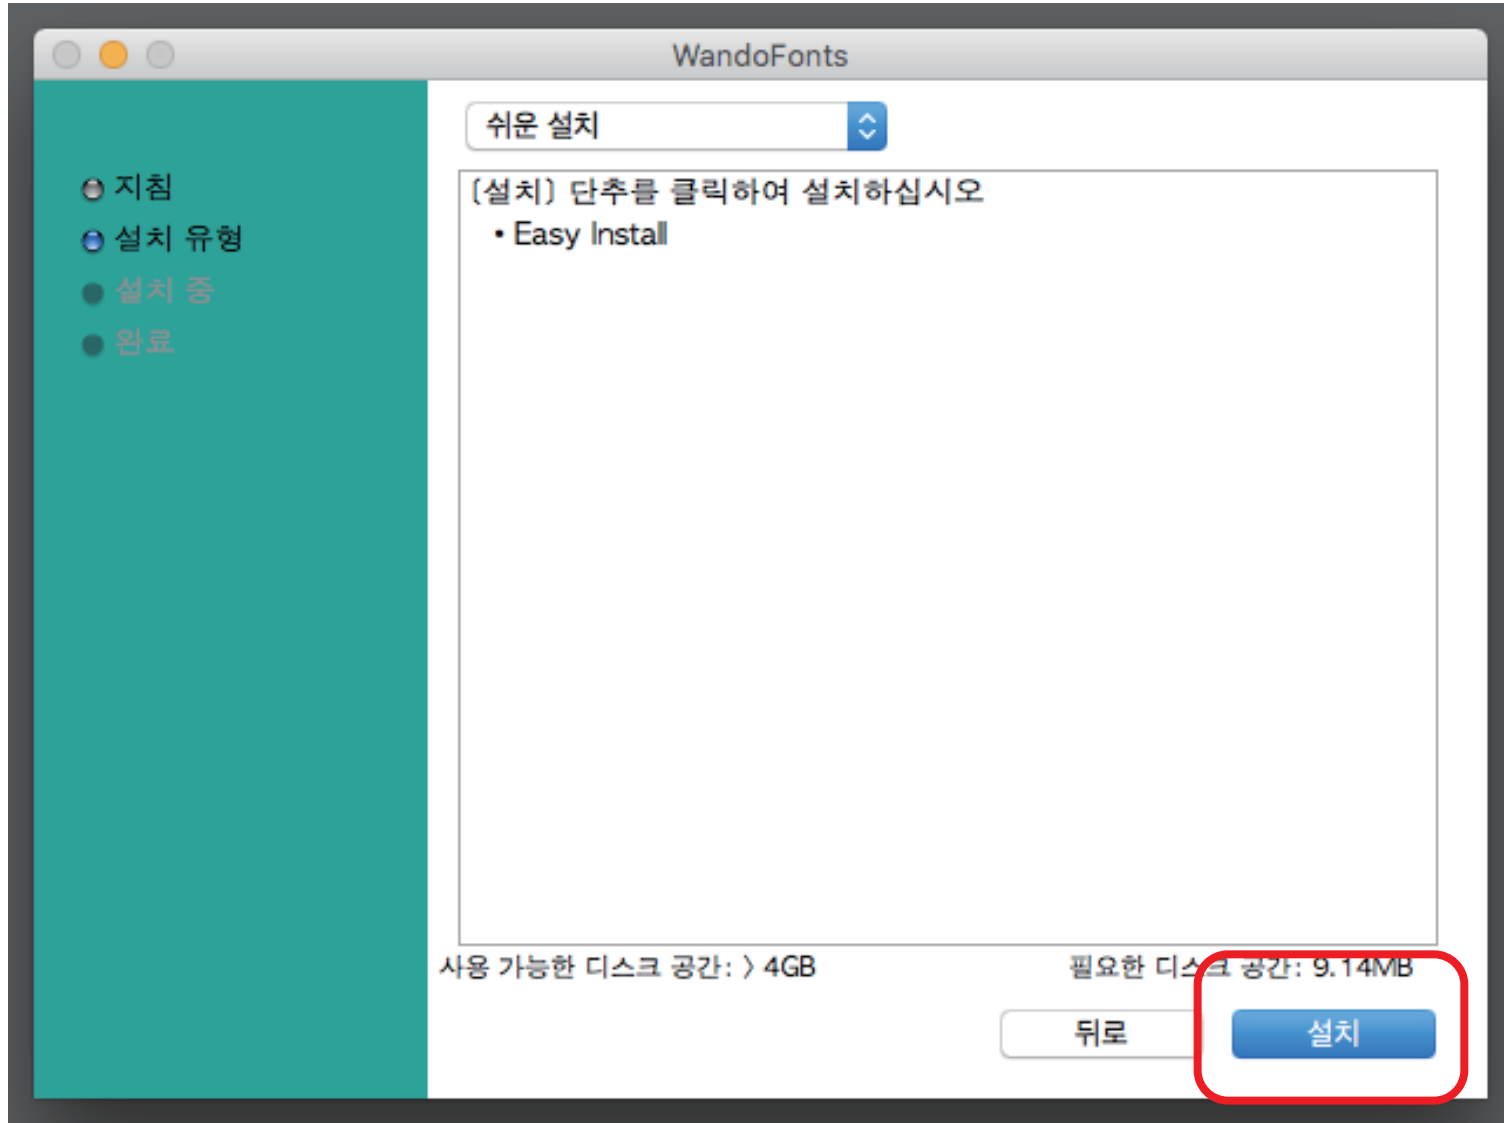 WandoFonts
쉬운 설치
지침
설치 유형
설치 중
완료
[설치] 단추를 클릭하여 설치하십시오
• Easy Install
사용 가능한 디스크 공간: > 4GB
필요한 디스크 공간: 9.14MB
뒤로
설치